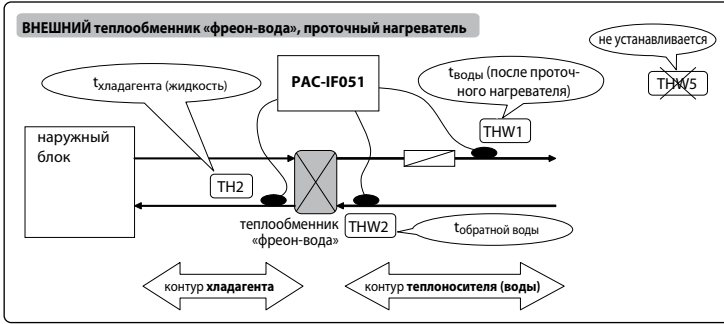 ВНЕШНИЙ теплообменник «фреон-вода», проточный нагреватель
не устанавливается
THW5
tхладагента (жидкость)
PAC-IF051
tводы (после проточ-
ного нагревателя)
THW1
наружный
блок
TH2
теплообменник
«фреон-вода»
THW2
tобратной воды
контур хладагента
контур теплоносителя (воды)